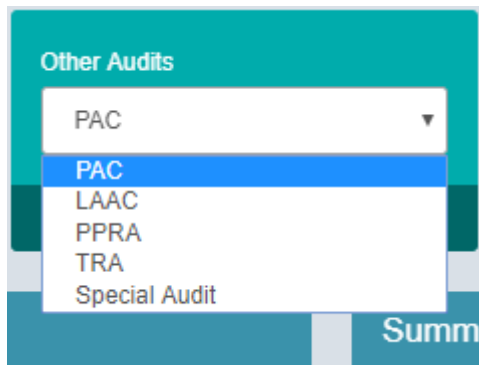 Other Audits
PAC
PAC
LAAC
PPRA
TRA
Special Audit
Summ